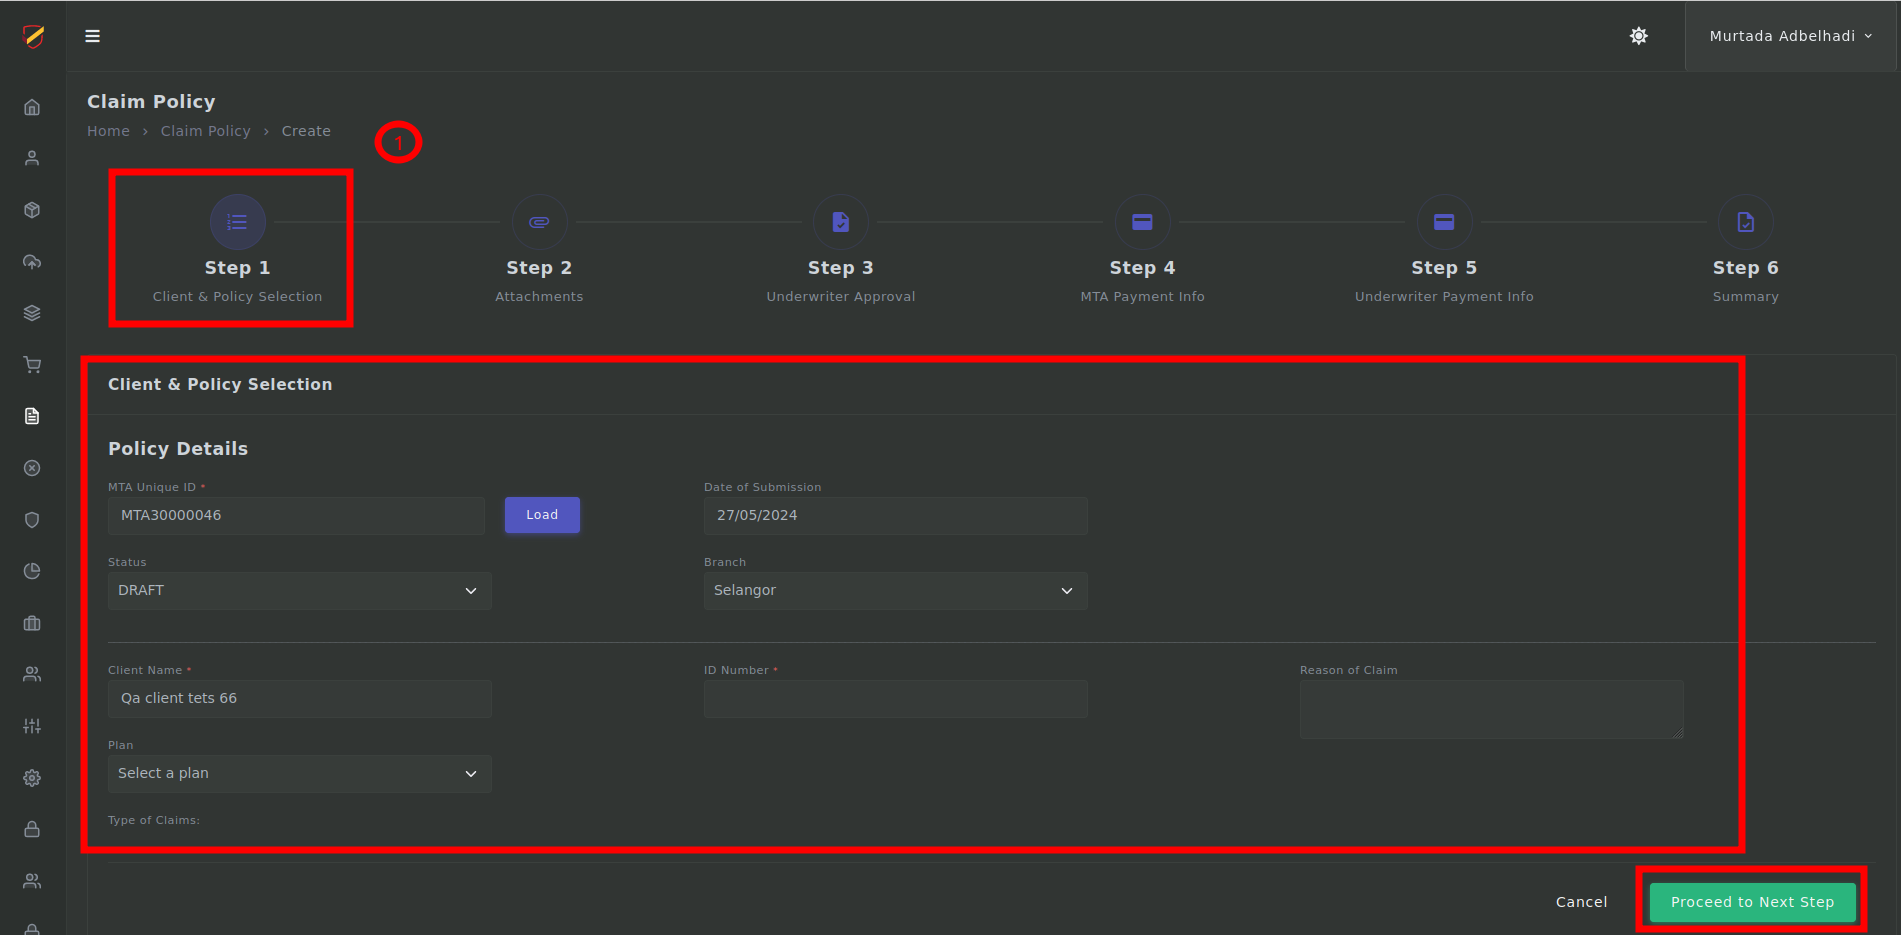 Murtada Adbelhadi
Claim Policy
Home › Claim Policy › Create
1
Step 1
Client & Policy Selection
Step 2
Attachments
Step 3
Underwriter Approval
Step 4
MTA Payment Info
Step 5
Underwriter Payment Info
Step 6
Summary
Client & Policy Selection
Policy Details
MTA Unique ID *
MTA30000046
Load
Date of Submission
27/05/2024
Status
DRAFT
Branch
Selangor
Client Name *
Qa client tets 66
ID Number *
Reason of Claim
Plan
Select a plan
Type of Claims:
Cancel
Proceed to Next Step